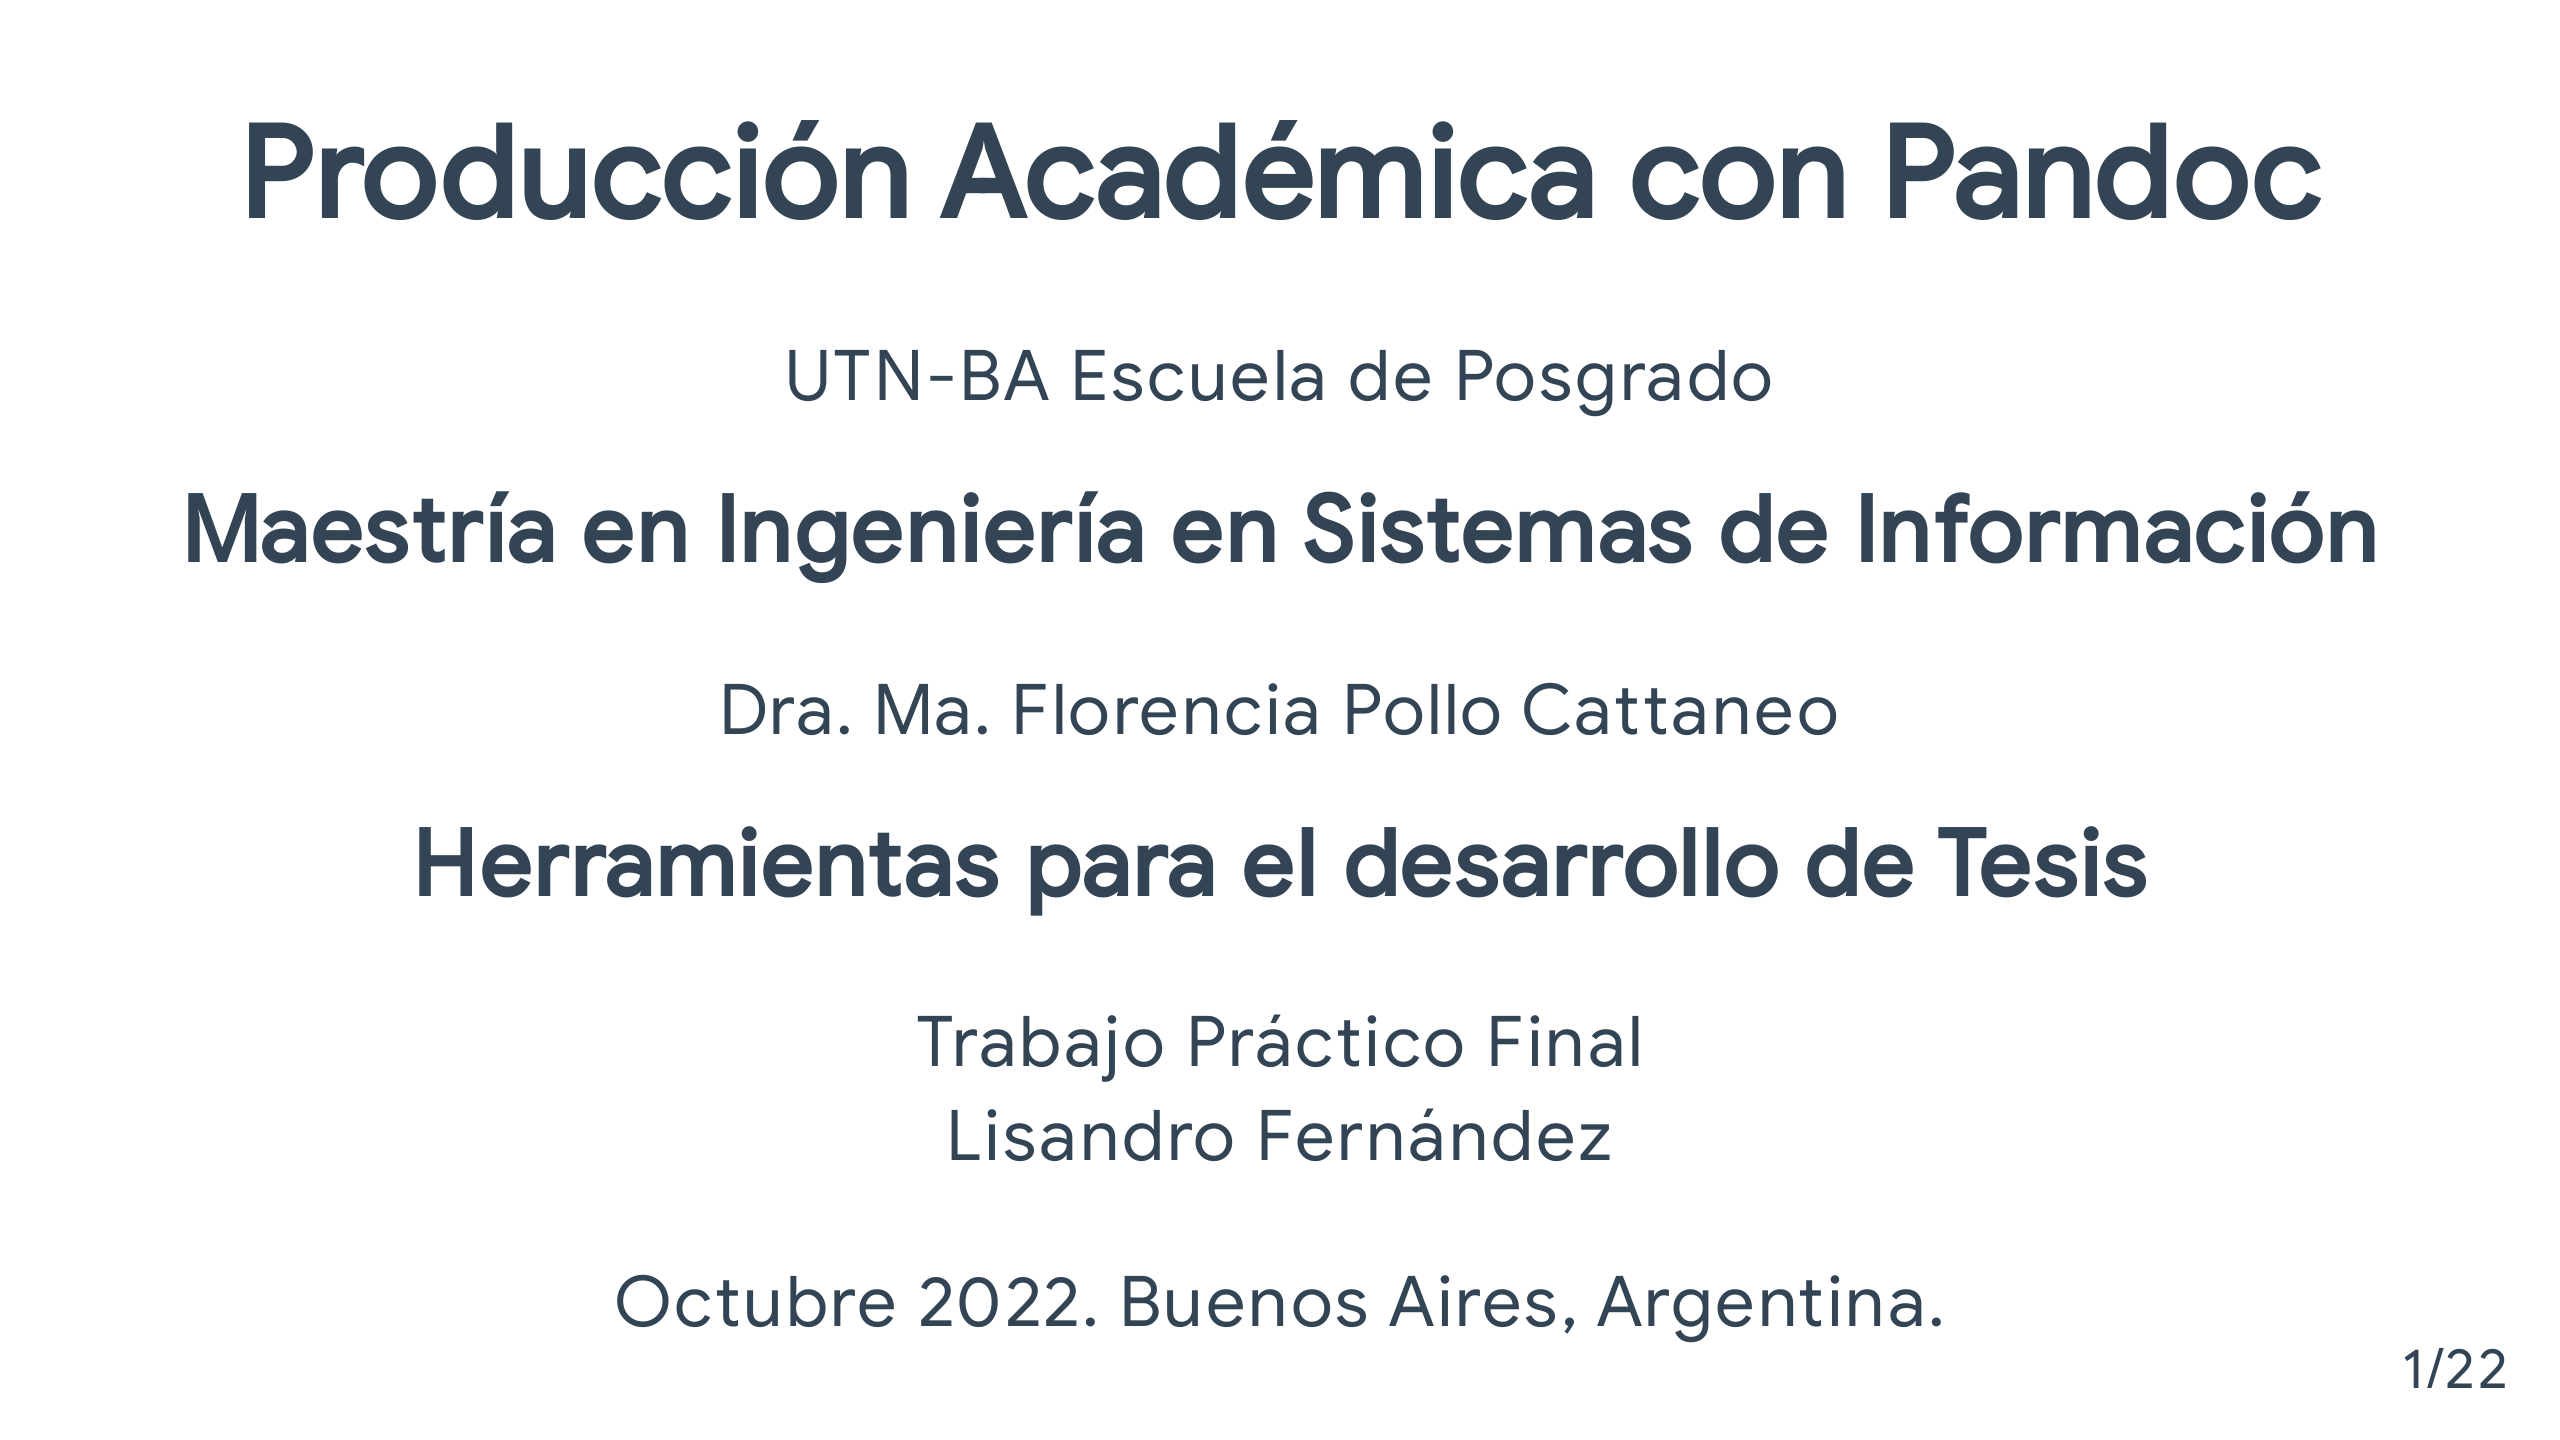 Producción Académica con Pandoc
UTN-BA Escuela de Posgrado
Maestría en Ingeniería en Sistemas de Información
Dra. Ma. Florencia Pollo Cattaneo
Herramientas para el desarrollo de Tesis
Trabajo Práctico Final
Lisandro Fernández
Octubre 2022. Buenos Aires, Argentina.
1/22